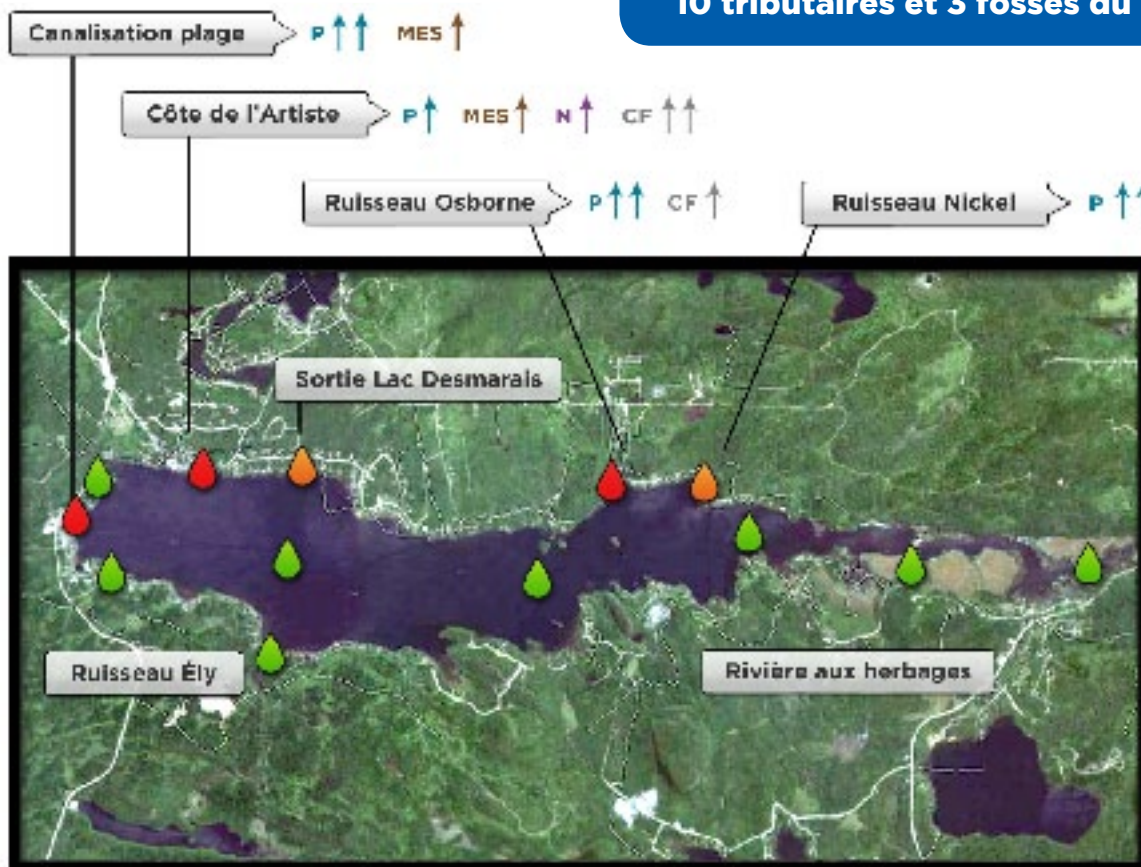 10 tributaires et 3 fosses du
Canalisation plage P ↑↑ MES ↑
Côte de l'Artiste P ↑ MES ↑ N ↑ CF ↑↑
Ruisseau Osborne P ↑↑ CF ↑
Ruisseau Nickel P ↑↑
Sortie Lac Desmarais
Ruisseau Ély
Rivière aux herbages